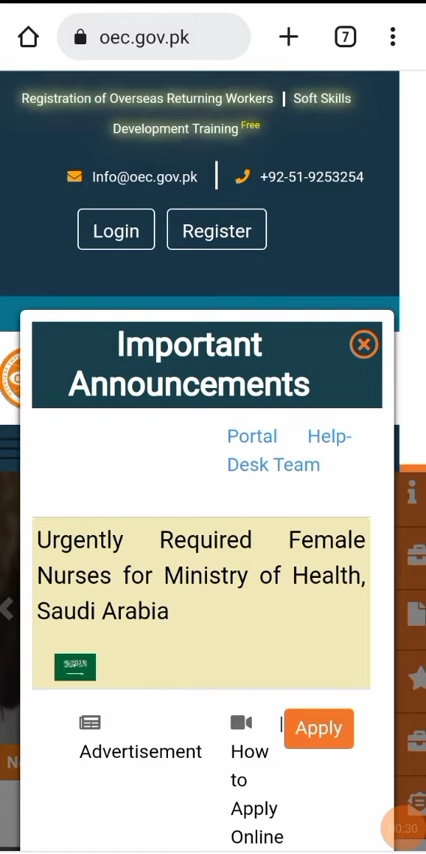 oec.gov.pk
7
Registration of Overseas Returning Workers | Soft Skills
Development Training Free
Info@oec.gov.pk | +92-51-9253254
Login Register
Important
Announcements
Portal Help-
Desk Team
Urgently Required Female
Nurses for Ministry of Health,
Saudi Arabia
| Apply
Advertisement How
to
Apply
Online
00:30